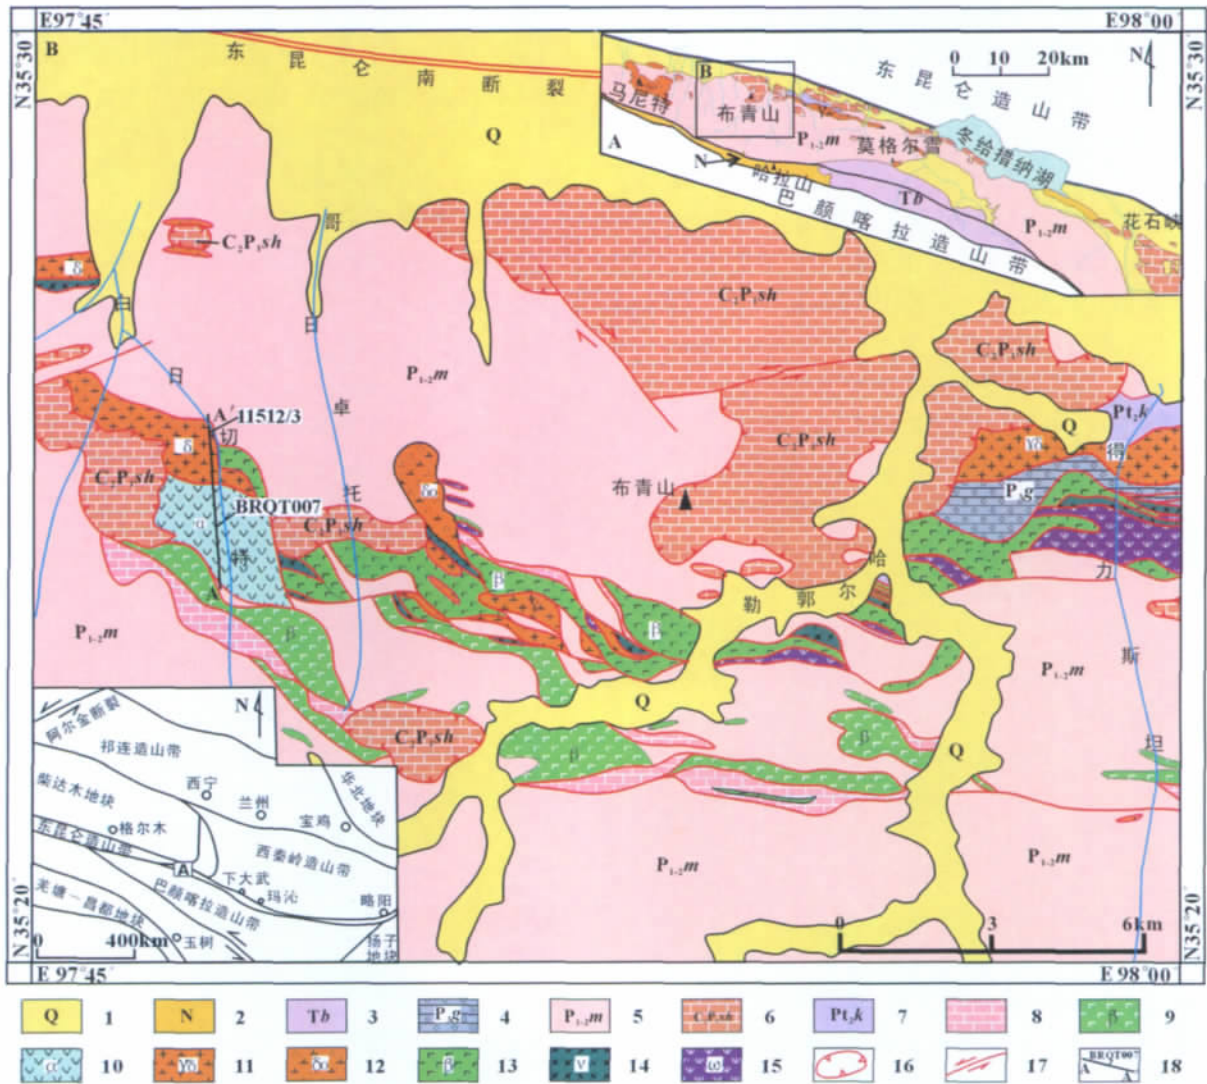 E97°45′
E98°00′
N35°30′
N35°30′
B
东昆仑南断裂
Q
0 20km
N
东昆仑造山带
B
马尼特
布青山
P₁₋₂m
莫格尔雪
冬给措纳湖
A
N
哈拉山
Tb
巴颜喀拉造山带
P₁₋₂m
花石峡
C₂P₁sh
哥日卓托
δ
白日切特
P₁₋₂m
C₂P₁sh
C₂P₁sh
A′
11512/3
δ
C₂P₁sh
α
BRQT007
A
C₂P₁sh
δο
β
布青山
C₂P₁sh
γδ
Q
Pt₂k
P₃g
得力斯坦
哈尔郭勒
P₁₋₂m
β
β
Q
P₁₋₂m
C₂P₁sh
β
β
Q
P₁₋₂m
P₁₋₂m
N
阿尔金断裂
祁连造山带
柴达木地块
西宁
兰州
华北地块
宝鸡
格尔木
东昆仑造山带
西秦岭造山带
A
下大武
玛沁
略阳
巴颜喀拉造山带
羌塘-昌都地块
玉树
扬子
地块
0 400km
0 3 6km
N35°20′
N35°20′
E 97°45′
E 98°00′
Q 1 N 2 Tb 3 P₃g 4 P₁₋₂m 5 C₂P₁sh 6 Pt₂k 7 8 β 9
α 10 γδ 11 δο 12 β 13 ν 14 ω 15 16 17 BRQT007 A A′ 18